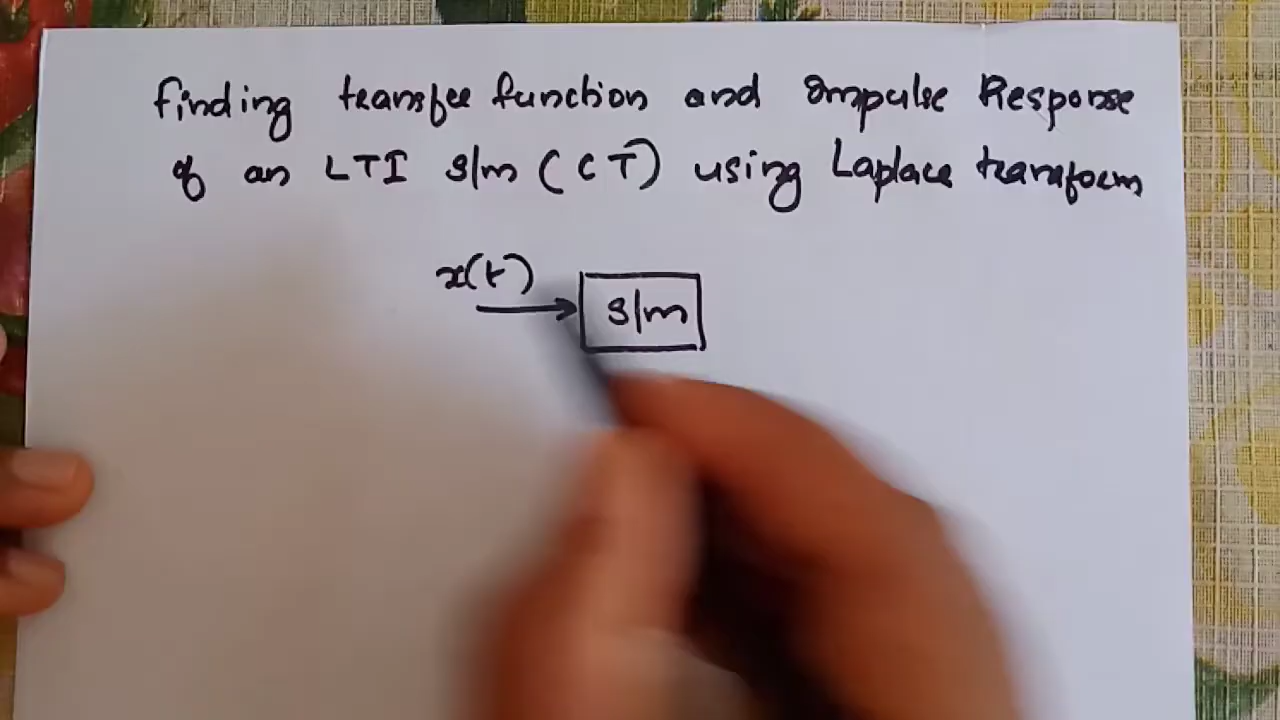 Finding transfer function and Impulse Response
of an LTI s/m (CT) using Laplace transform
x(t)
s/m